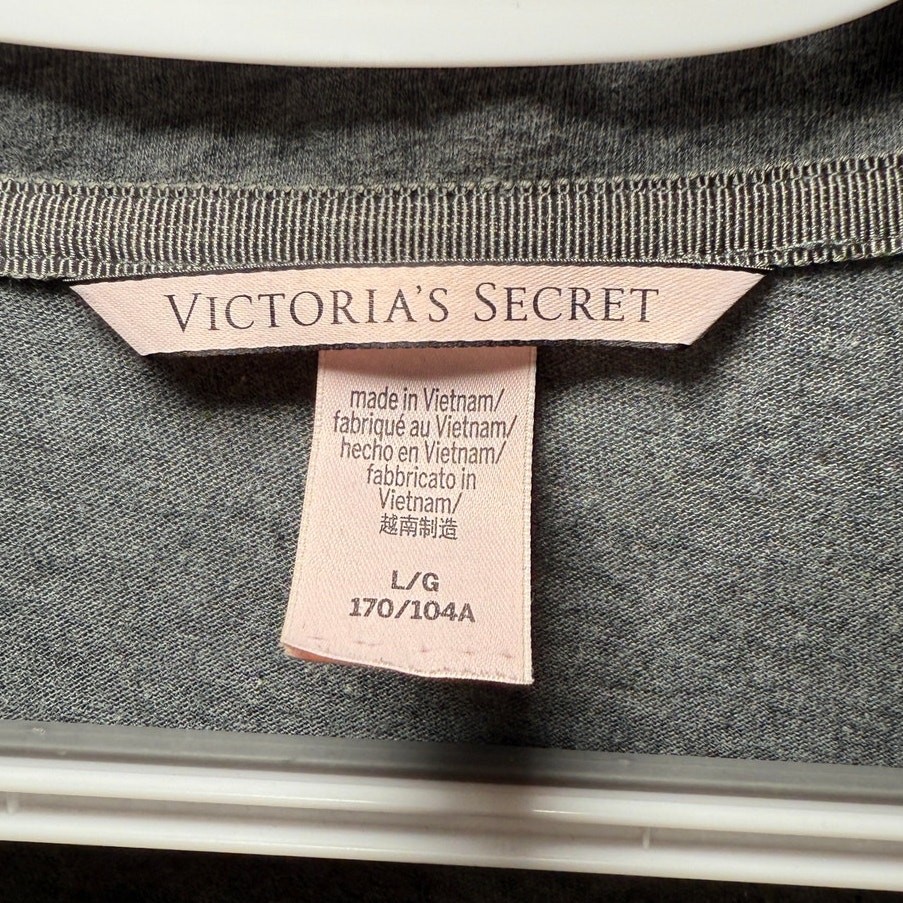 VICTORIA'S SECRET
made in Vietnam/
fabriqué au Vietnam/
hecho en Vietnam/
fabbricato in
Vietnam/
越南制造
L/G
170/104A